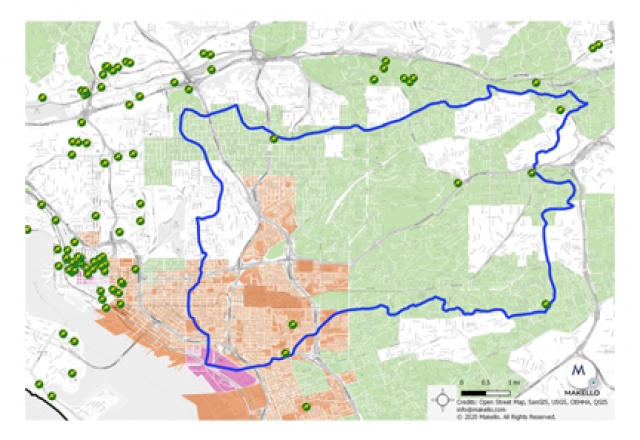 M
MAKELLO
0 0.5 1 mi
Credits: Open Street Map, SanGIS, USGS, OEHHA, QGIS
info@makello.com
© 2020 Makello. All Rights Reserved.